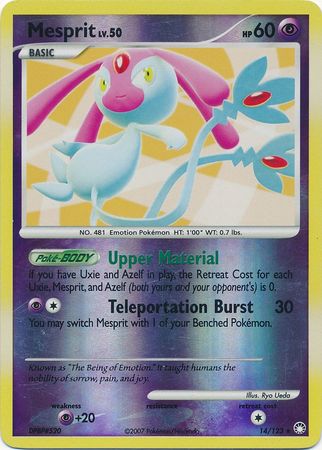 Mesprit LV.50 HP 60
BASIC
NO. 481 Emotion Pokémon HT: 1'00" WT: 0.7 lbs.
Poké-BODY Upper Material
If you have Uxie and Azelf in play, the Retreat Cost for each
Uxie, Mesprit, and Azelf (both yours and your opponent's) is 0.
Teleportation Burst 30
You may switch Mesprit with 1 of your Benched Pokémon.
Known as "The Being of Emotion." It taught humans the
nobility of sorrow, pain, and joy.
Illus. Ryo Ueda
weakness resistance retreat cost
+20
DPBP#520 ©2007 Pokémon/Nintendo 14/123 ★